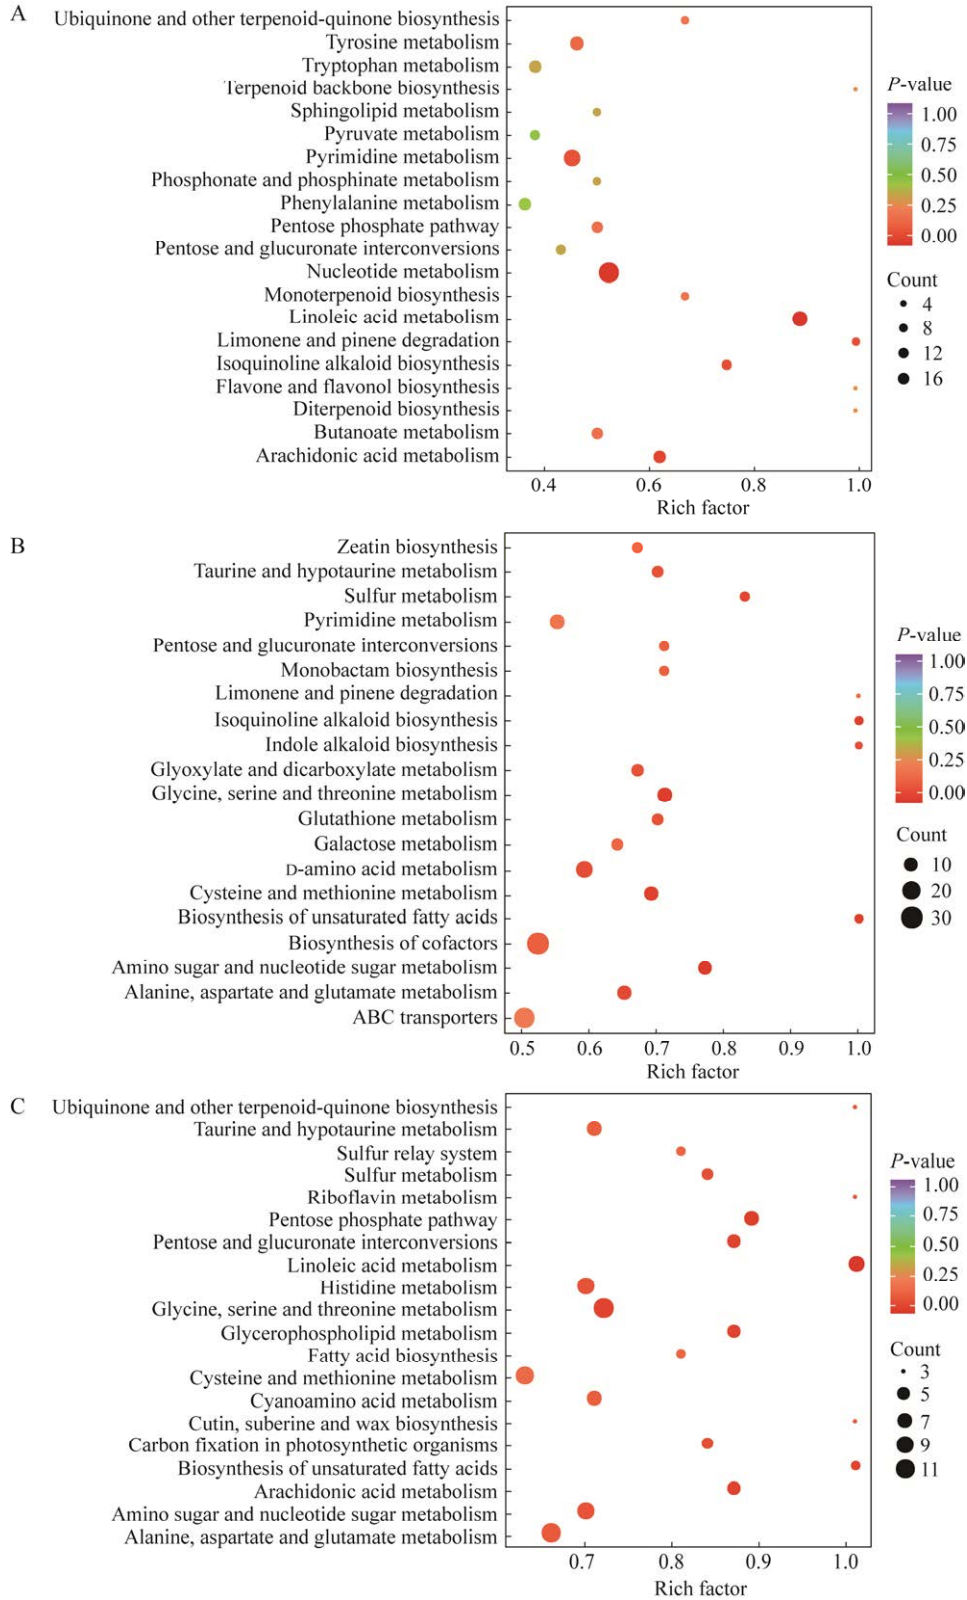 A
Ubiquinone and other terpenoid-quinone biosynthesis
Tyrosine metabolism
Tryptophan metabolism
Terpenoid backbone biosynthesis
Sphingolipid metabolism
Pyruvate metabolism
Pyrimidine metabolism
Phosphonate and phosphinate metabolism
Phenylalanine metabolism
Pentose phosphate pathway
Pentose and glucuronate interconversions
Nucleotide metabolism
Monoterpenoid biosynthesis
Linoleic acid metabolism
Limonene and pinene degradation
Isoquinoline alkaloid biosynthesis
Flavone and flavonol biosynthesis
Diterpenoid biosynthesis
Butanoate metabolism
Arachidonic acid metabolism
0.4 0.6 0.8 1.0
Rich factor
P-value
1.00
0.75
0.50
0.25
0.00
Count
4
8
12
16
B
Zeatin biosynthesis
Taurine and hypotaurine metabolism
Sulfur metabolism
Pyrimidine metabolism
Pentose and glucuronate interconversions
Monobactam biosynthesis
Limonene and pinene degradation
Isoquinoline alkaloid biosynthesis
Indole alkaloid biosynthesis
Glyoxylate and dicarboxylate metabolism
Glycine, serine and threonine metabolism
Glutathione metabolism
Galactose metabolism
D-amino acid metabolism
Cysteine and methionine metabolism
Biosynthesis of unsaturated fatty acids
Biosynthesis of cofactors
Amino sugar and nucleotide sugar metabolism
Alanine, aspartate and glutamate metabolism
ABC transporters
0.5 0.6 0.7 0.8 0.9 1.0
Rich factor
P-value
1.00
0.75
0.50
0.25
0.00
Count
10
20
30
C
Ubiquinone and other terpenoid-quinone biosynthesis
Taurine and hypotaurine metabolism
Sulfur relay system
Sulfur metabolism
Riboflavin metabolism
Pentose phosphate pathway
Pentose and glucuronate interconversions
Linoleic acid metabolism
Histidine metabolism
Glycine, serine and threonine metabolism
Glycerophospholipid metabolism
Fatty acid biosynthesis
Cysteine and methionine metabolism
Cyanoamino acid metabolism
Cutin, suberine and wax biosynthesis
Carbon fixation in photosynthetic organisms
Biosynthesis of unsaturated fatty acids
Arachidonic acid metabolism
Amino sugar and nucleotide sugar metabolism
Alanine, aspartate and glutamate metabolism
0.7 0.8 0.9 1.0
Rich factor
P-value
1.00
0.75
0.50
0.25
0.00
Count
3
5
7
9
11